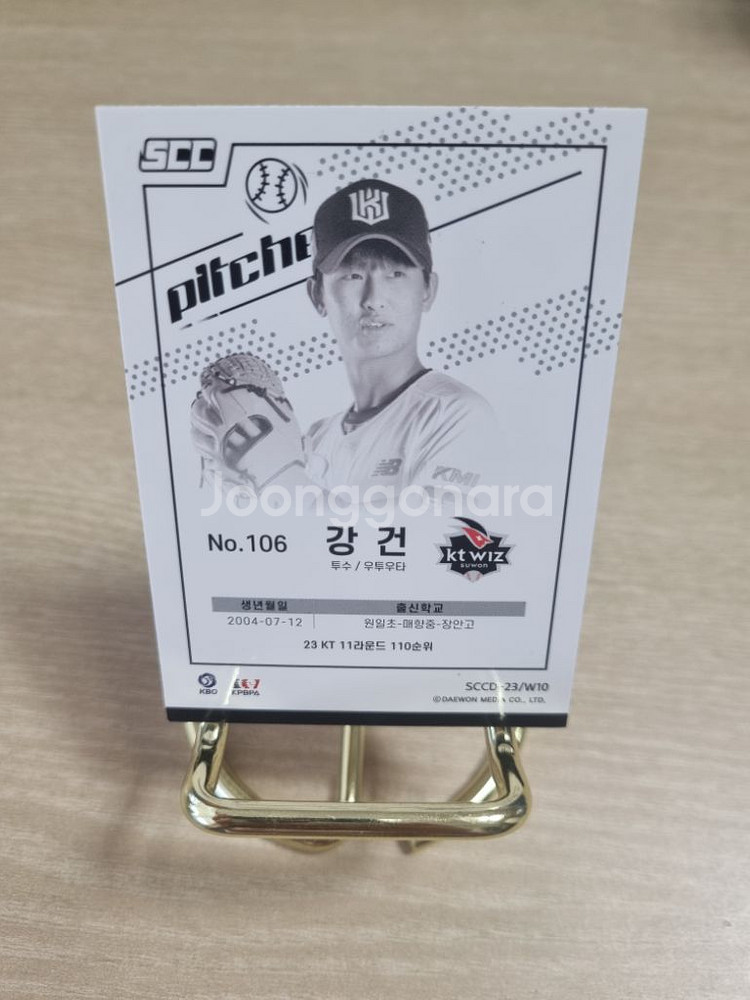 SCC
pitche
NB
KMI
Joonggonara
No.106 강 건
투수 / 우투우타
kt wiz
SUWON
생년월일 출신학교
2004-07-12 원일초-매향중-장안고
23 KT 11라운드 110순위
KBO KPBPA
SCCD-23/W10
©DAEWON MEDIA CO., LTD.